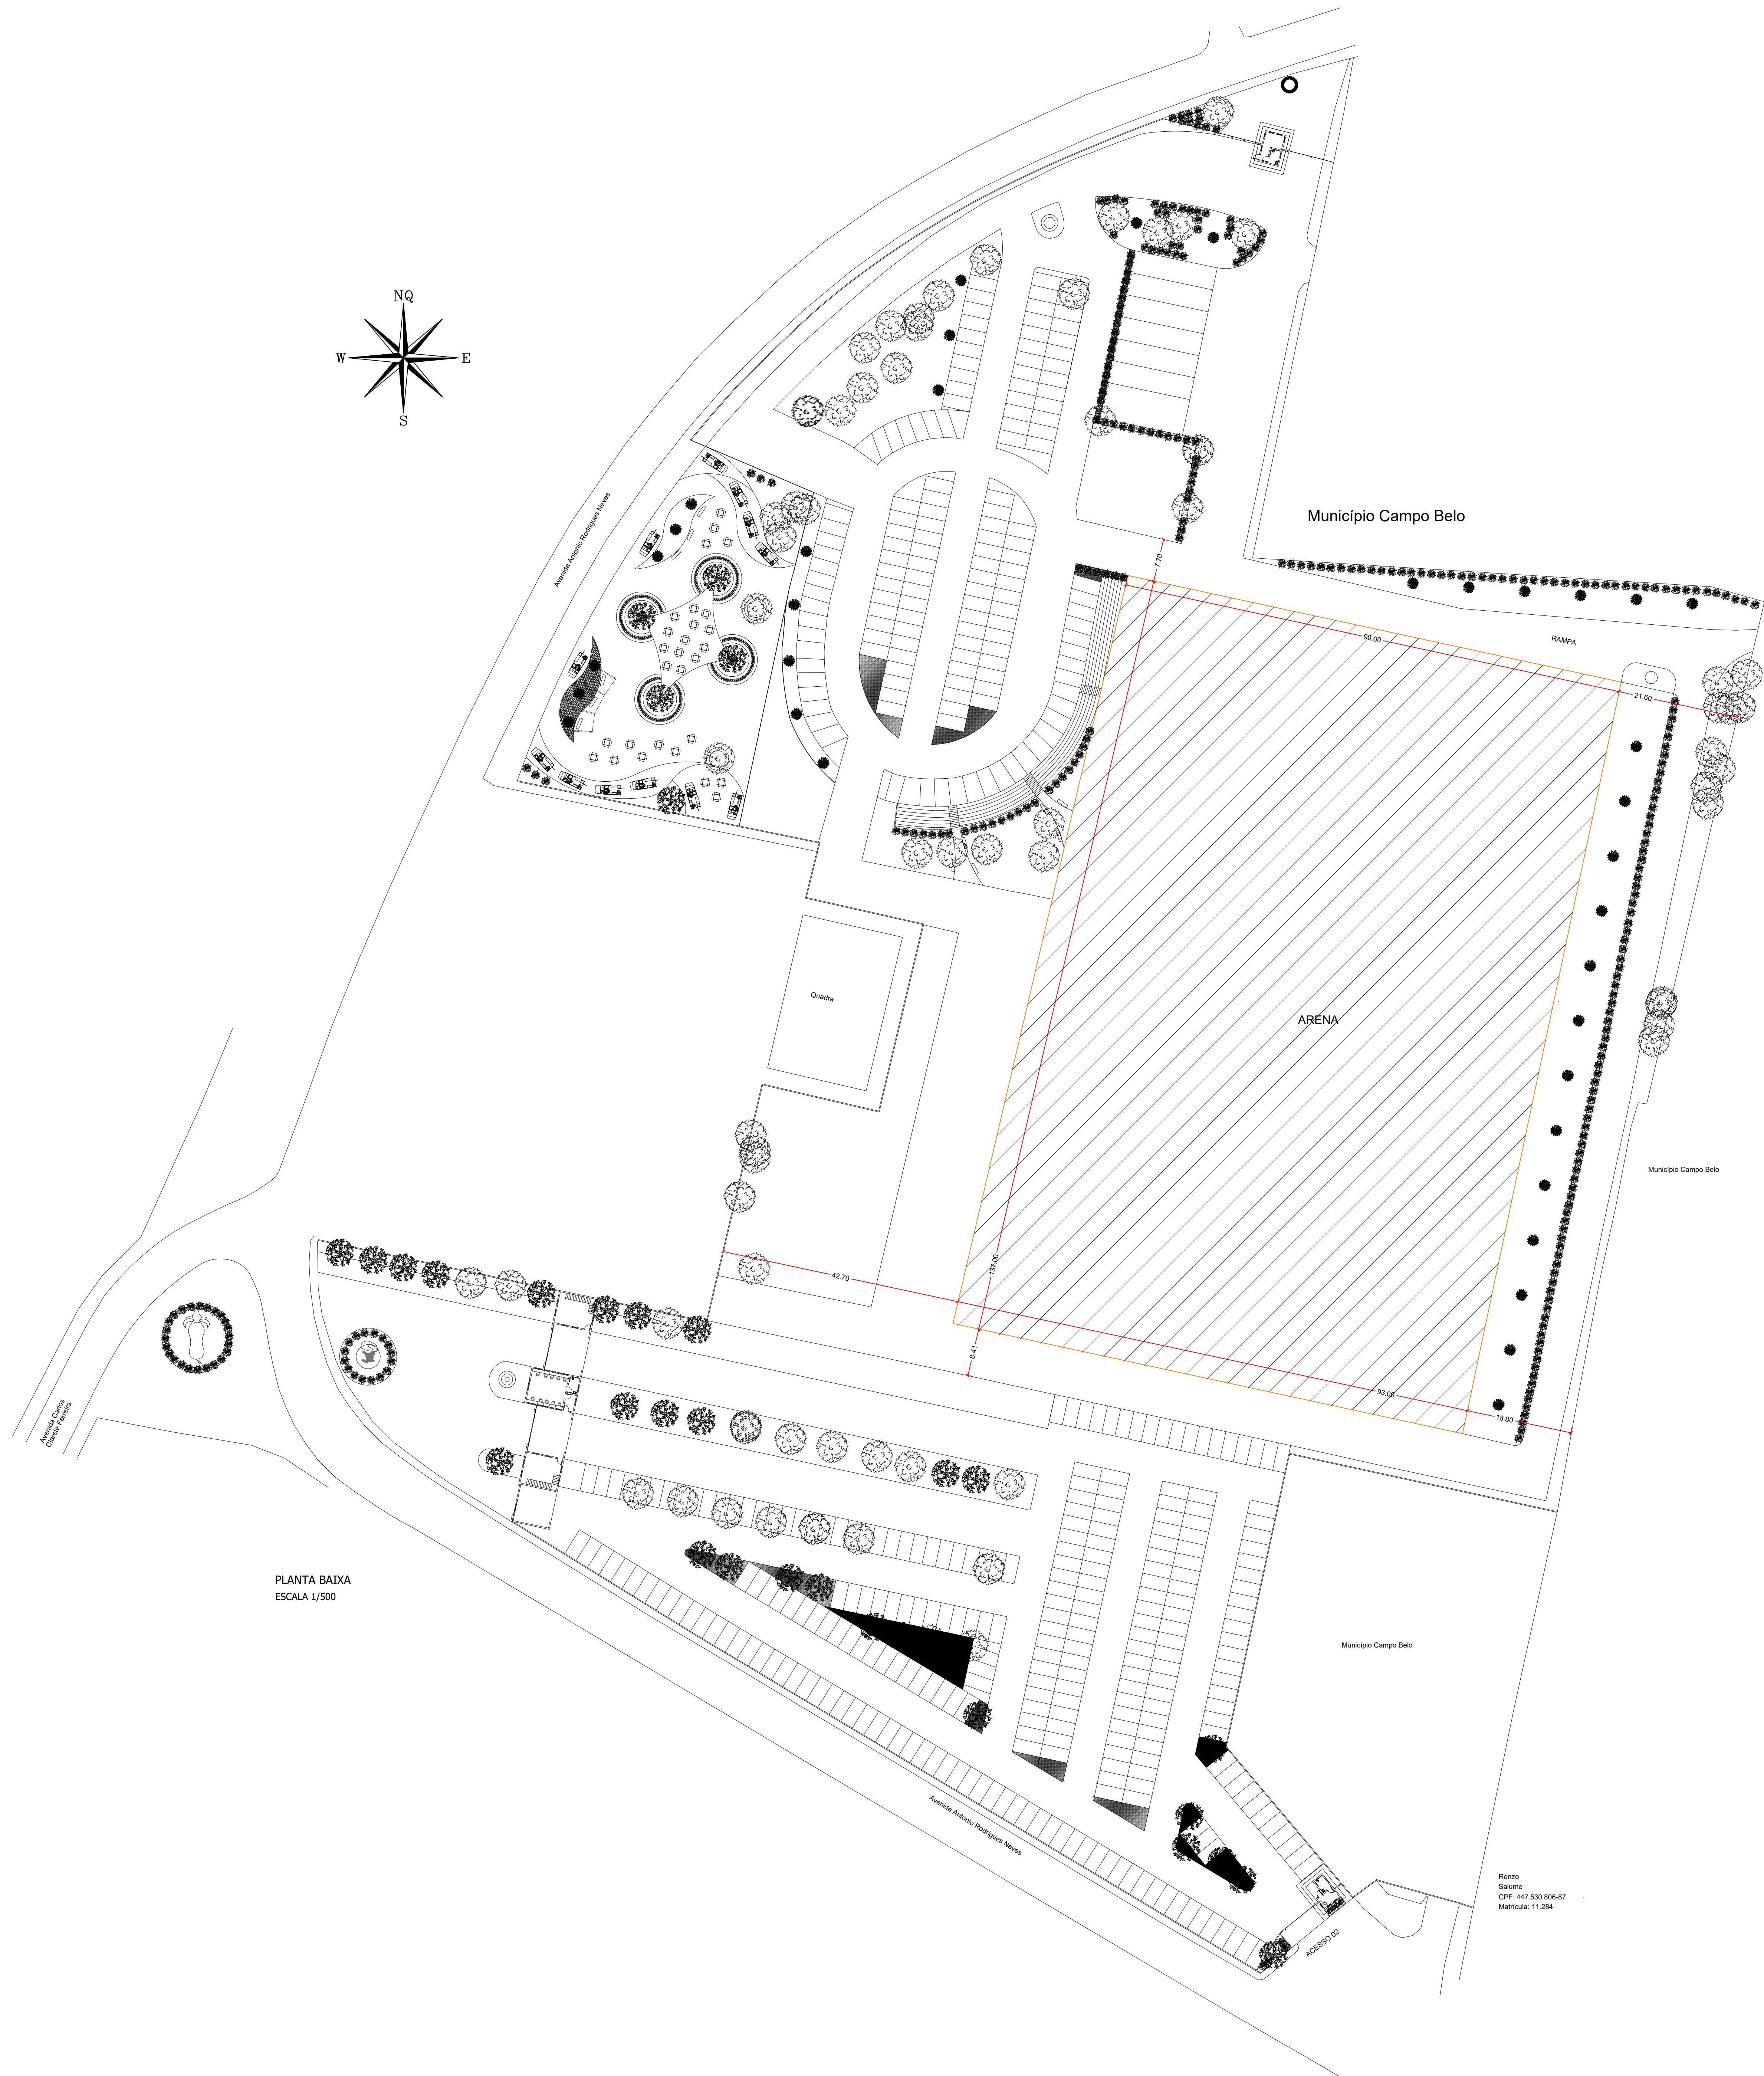 NQ
W
E
S
Avenida Antonio Rodrigues Neves
7.70
Município Campo Belo
90.00
RAMPA
21.60
Quadra
ARENA
Município Campo Belo
137.00
42.70
8.41
93.00
18.80
Avenida Carlos
Clarete Ferreira
PLANTA BAIXA
ESCALA 1/500
Município Campo Belo
Avenida Antonio Rodrigues Neves
Renzo
Salume
CPF: 447.530.806-87
Matrícula: 11.284
ACESSO 02